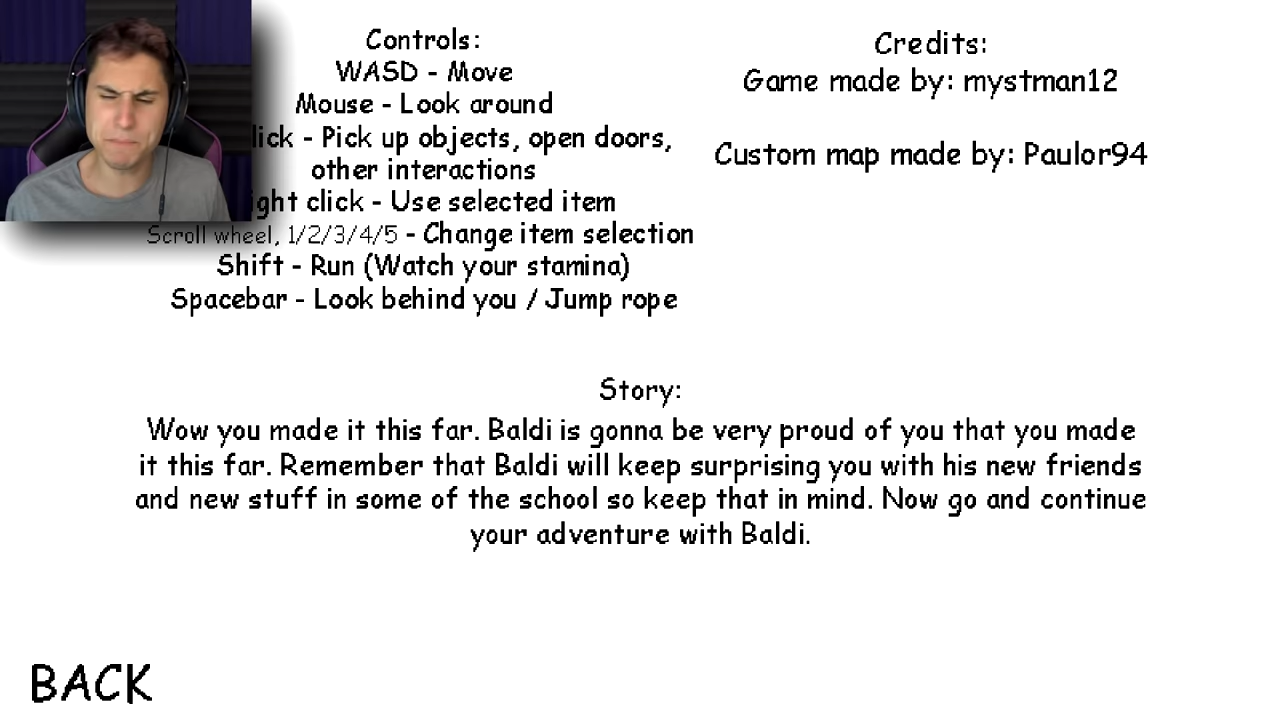 Controls:
WASD - Move
Mouse - Look around
- Pick up objects, open doors,
other interactions
click - Use selected item
Scroll wheel, 1/2/3/4/5 - Change item selection
Shift - Run (Watch your stamina)
Spacebar - Look behind you / Jump rope
Credits:
Game made by: mystman12
Custom map made by: Paulor94
Story:
Wow you made it this far. Baldi is gonna be very proud of you that you made
it this far. Remember that Baldi will keep surprising you with his new friends
and new stuff in some of the school so keep that in mind. Now go and continue
your adventure with Baldi.
BACK